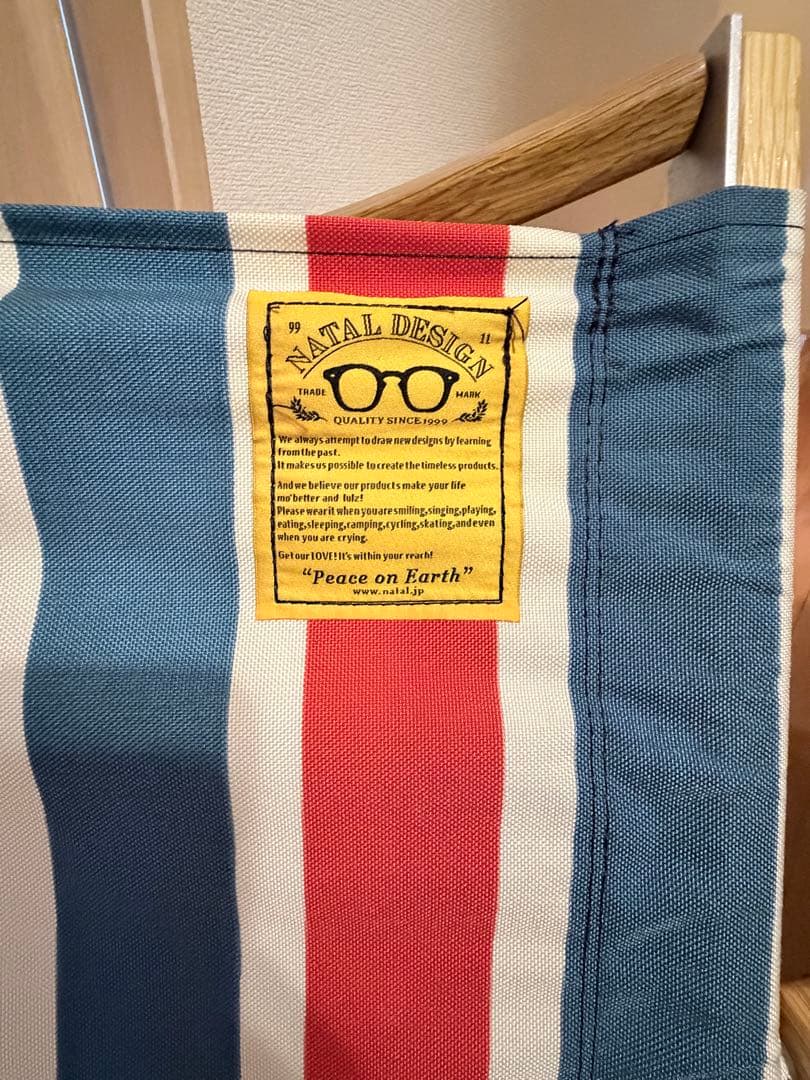 99
11
NATAL DESIGN
TRADE MARK
QUALITY SINCE 1999
We always attempt to draw new designs by learning
from the past.
It makes us possible to create the timeless products.
And we believe our products make your life
mo'better and lulz!
Please wear it when you are smiling,singing,playing,
eating,sleeping,camping,cycling,skating,and even
when you are crying.
Get our LOVE! It's within your reach!
“Peace on Earth”
www.natal.jp